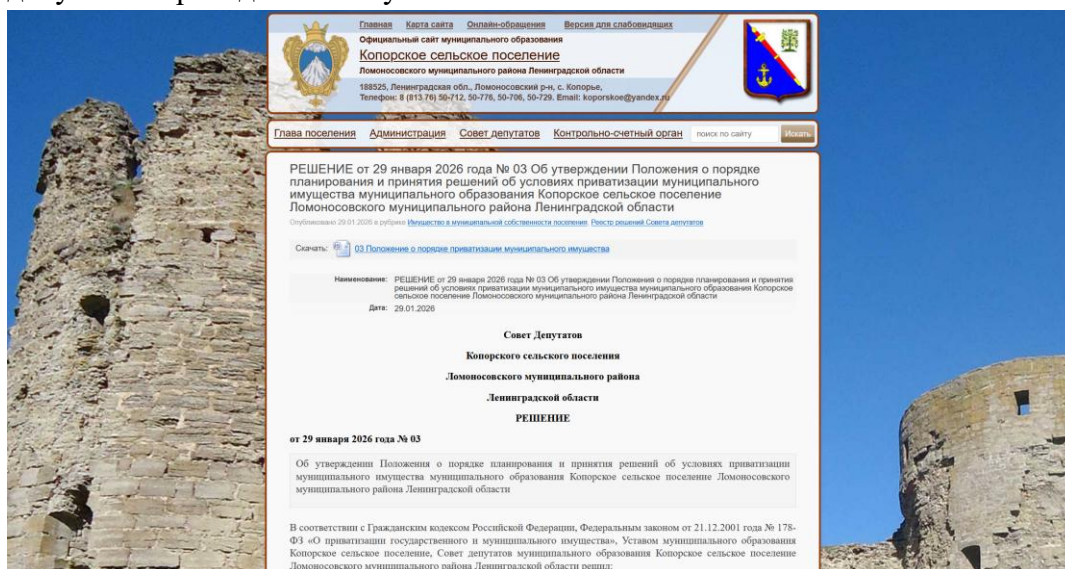 Главная Карта сайта Онлайн-обращения Версия для слабовидящих
Официальный сайт муниципального образования
Копорское сельское поселение
Ломоносовского муниципального района Ленинградской области
188525, Ленинградская обл., Ломоносовский р-н, с. Копорье,
Телефон: 8 (813 76) 50-712, 50-776, 50-706, 50-729. Email: koporskoe@yandex.ru
Глава поселения Администрация Совет депутатов Контрольно-счетный орган поиск по сайту Искать
РЕШЕНИЕ от 29 января 2026 года № 03 Об утверждении Положения о порядке
планирования и принятия решений об условиях приватизации муниципального
имущества муниципального образования Копорское сельское поселение
Ломоносовского муниципального района Ленинградской области
Опубликовано 29.01.2026 в рубрике Имущество в муниципальной собственности поселения, Реестр решений Совета депутатов
Скачать: 03 Положение о порядке приватизации муниципального имущества
Наименование: РЕШЕНИЕ от 29 января 2026 года № 03 Об утверждении Положения о порядке планирования и принятия
решений об условиях приватизации муниципального имущества муниципального образования Копорское
сельское поселение Ломоносовского муниципального района Ленинградской области
Дата: 29.01.2026
Совет Депутатов
Копорского сельского поселения
Ломоносовского муниципального района
Ленинградской области
РЕШЕНИЕ
от 29 января 2026 года № 03
Об утверждении Положения о порядке планирования и принятия решений об условиях приватизации
муниципального имущества муниципального образования Копорское сельское поселение Ломоносовского
муниципального района Ленинградской области
В соответствии с Гражданским кодексом Российской Федерации, Федеральным законом от 21.12.2001 года № 178-
ФЗ «О приватизации государственного и муниципального имущества», Уставом муниципального образования
Копорское сельское поселение, Совет депутатов муниципального образования Копорское сельское поселение
Ломоносовского муниципального района Ленинградской области решил: